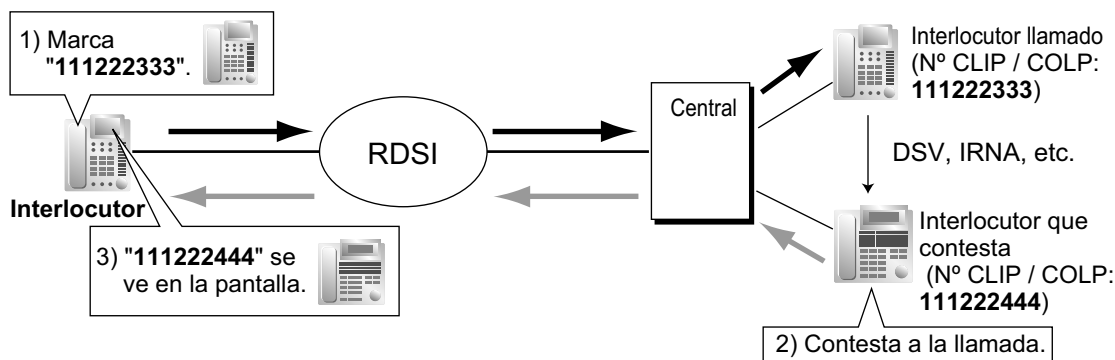 1) Marca
"111222333".
Interlocutor
3) "111222444" se
ve en la pantalla.
RDSI
Central
Interlocutor llamado
(Nº CLIP / COLP:
111222333)
DSV, IRNA, etc.
Interlocutor que
contesta
(Nº CLIP / COLP:
111222444)
2) Contesta a la llamada.